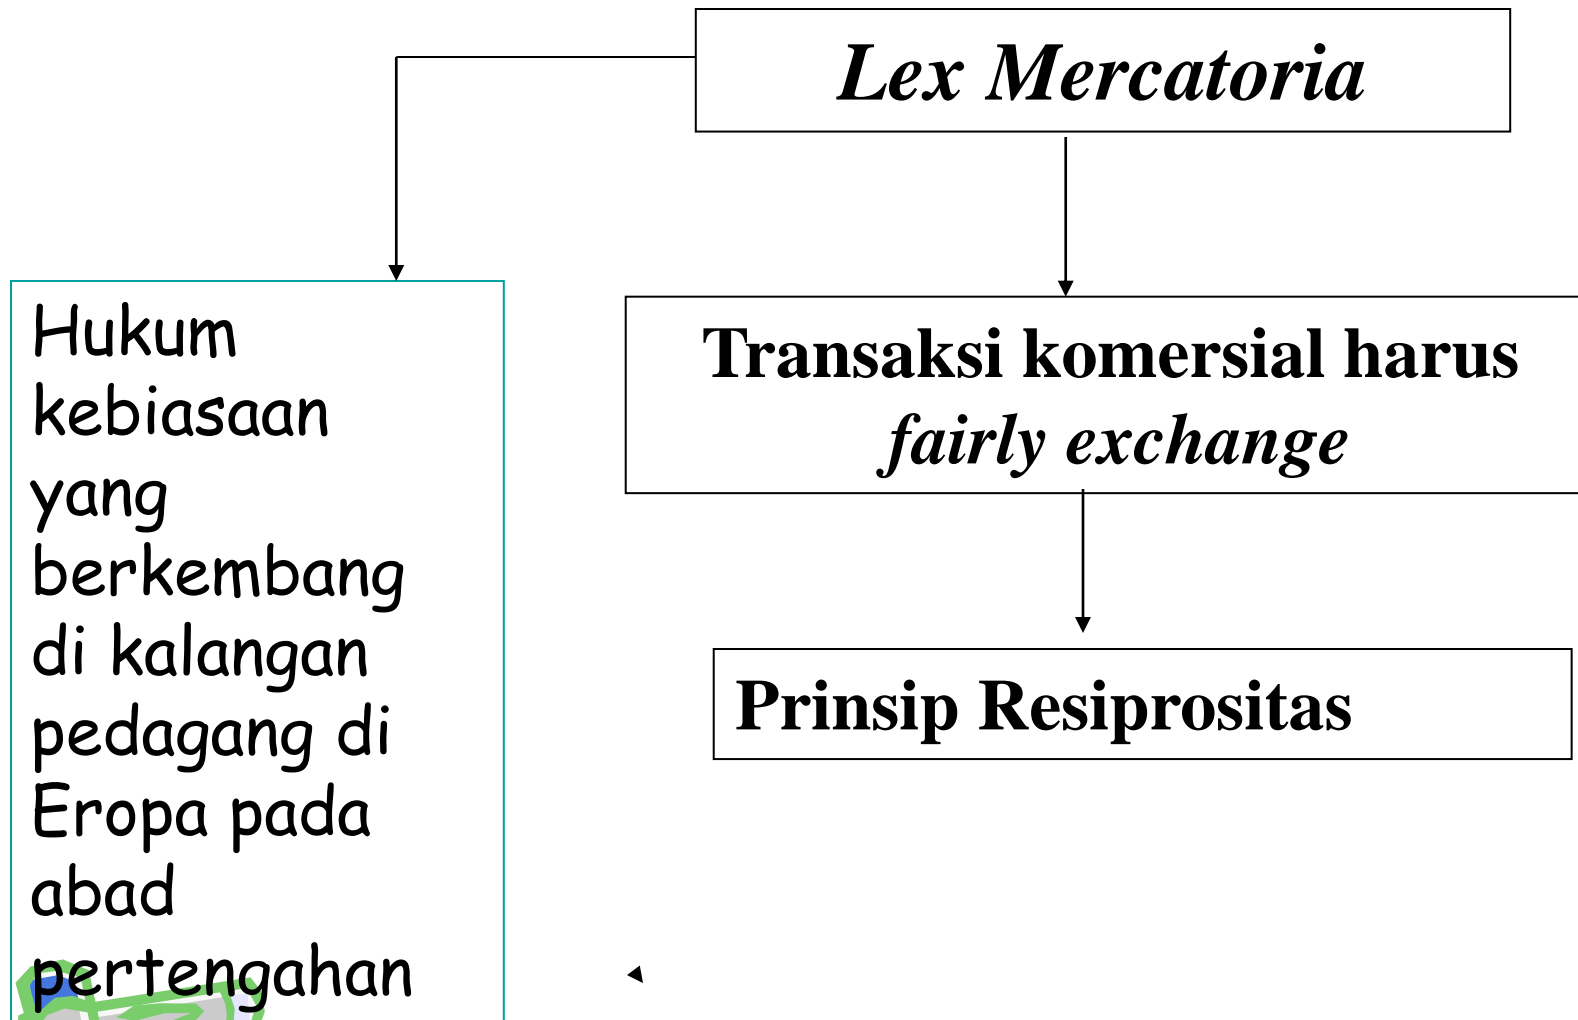 Lex Mercatoria
Hukum
kebiasaan
yang
berkembang
di kalangan
pedagang di
Eropa pada
abad
pertengahan
Transaksi komersial harus
fairly exchange
Prinsip Resiprositas